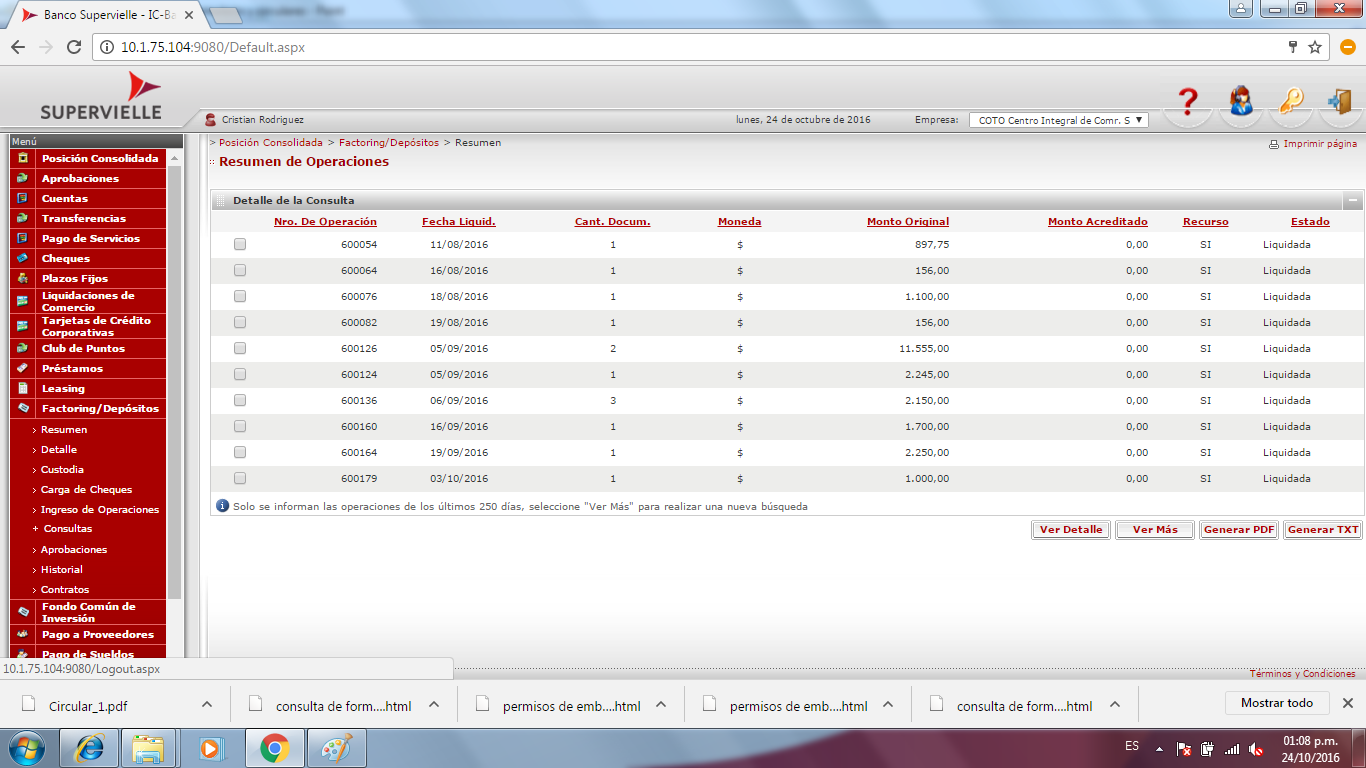 Banco Supervielle - IC-Ba
10.1.75.104:9080/Default.aspx
SUPERVIELLE
Cristian Rodriguez
lunes, 24 de octubre de 2016
Empresa:
COTO Centro Integral de Comr. S
Menú
Posición Consolidada
Aprobaciones
Cuentas
Transferencias
Pago de Servicios
Cheques
Plazos Fijos
Liquidaciones de
Comercio
Tarjetas de Crédito
Corporativas
Club de Puntos
Préstamos
Leasing
Factoring/Depósitos
Resumen
Detalle
Custodia
Carga de Cheques
Ingreso de Operaciones
+ Consultas
Aprobaciones
Historial
Contratos
Fondo Común de
Inversión
Pago a Proveedores
Pago de Sueldos
> Posición Consolidada > Factoring/Depósitos > Resumen
Imprimir página
Resumen de Operaciones
Detalle de la Consulta
Nro. De Operación Fecha Liquid. Cant. Docum. Moneda Monto Original Monto Acreditado Recurso Estado
600054 11/08/2016 1 $ 897,75 0,00 SI Liquidada
600064 16/08/2016 1 $ 156,00 0,00 SI Liquidada
600076 18/08/2016 1 $ 1.100,00 0,00 SI Liquidada
600082 19/08/2016 1 $ 156,00 0,00 SI Liquidada
600126 05/09/2016 2 $ 11.555,00 0,00 SI Liquidada
600124 05/09/2016 1 $ 2.245,00 0,00 SI Liquidada
600136 06/09/2016 3 $ 2.150,00 0,00 SI Liquidada
600160 16/09/2016 1 $ 1.700,00 0,00 SI Liquidada
600164 19/09/2016 1 $ 2.250,00 0,00 SI Liquidada
600179 03/10/2016 1 $ 1.000,00 0,00 SI Liquidada
Solo se informan las operaciones de los últimos 250 días, seleccione "Ver Más" para realizar una nueva búsqueda
Ver Detalle
Ver Más
Generar PDF
Generar TXT
10.1.75.104:9080/Logout.aspx
Términos y Condiciones
Circular_1.pdf
consulta de form....html
permisos de emb....html
permisos de emb....html
consulta de form....html
Mostrar todo
ES
01:08 p.m.
24/10/2016